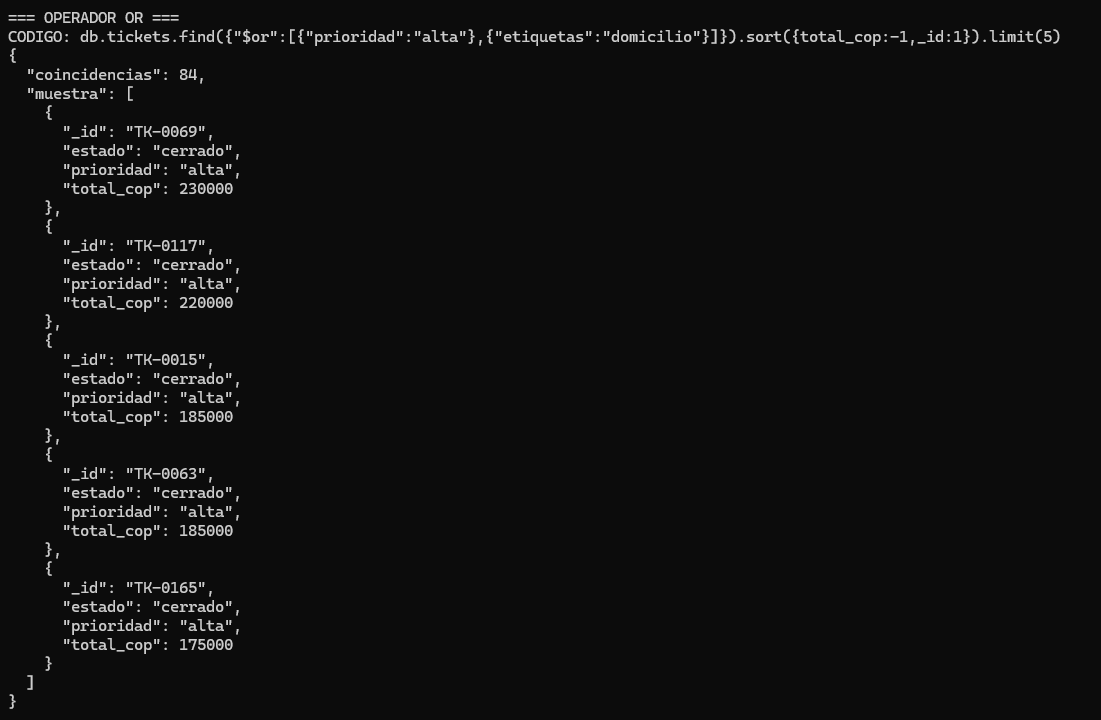 === OPERADOR OR ===
CODIGO: db.tickets.find({"$or":[{"prioridad":"alta"},{"etiquetas":"domicilio"}]}).sort({total_cop:-1,_id:1}).limit(5)
{
  "coincidencias": 84,
  "muestra": [
    {
      "_id": "TK-0069",
      "estado": "cerrado",
      "prioridad": "alta",
      "total_cop": 230000
    },
    {
      "_id": "TK-0117",
      "estado": "cerrado",
      "prioridad": "alta",
      "total_cop": 220000
    },
    {
      "_id": "TK-0015",
      "estado": "cerrado",
      "prioridad": "alta",
      "total_cop": 185000
    },
    {
      "_id": "TK-0063",
      "estado": "cerrado",
      "prioridad": "alta",
      "total_cop": 185000
    },
    {
      "_id": "TK-0165",
      "estado": "cerrado",
      "prioridad": "alta",
      "total_cop": 175000
    }
  ]
}